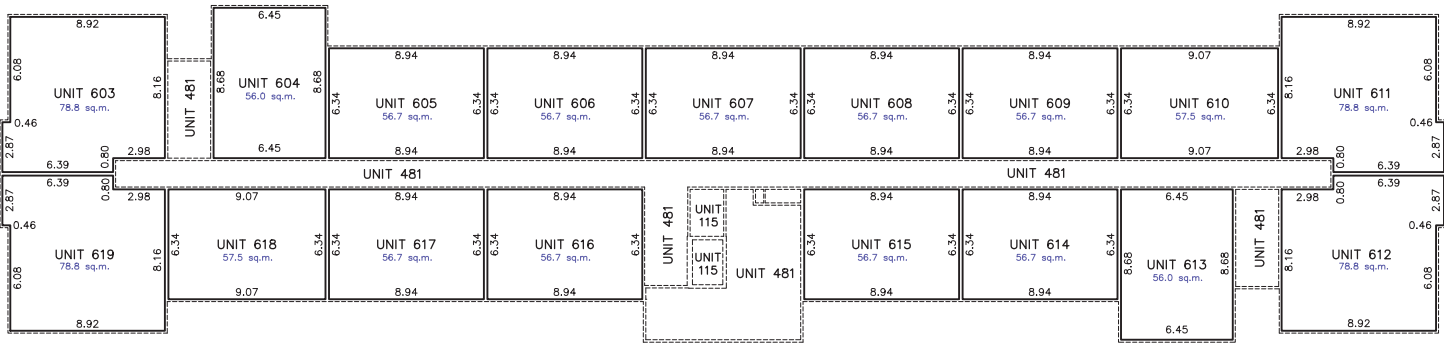 8.92
6.08
UNIT 603
78.8 sq.m.
8.16
0.46
2.87
6.39
0.80
2.98
UNIT 481
6.45
8.68
UNIT 604
56.0 sq.m.
8.68
6.45
8.94
6.34
UNIT 605
56.7 sq.m.
6.34
8.94
8.94
UNIT 606
56.7 sq.m.
6.34
8.94
8.94
6.34
UNIT 607
56.7 sq.m.
6.34
8.94
8.94
6.34
UNIT 608
56.7 sq.m.
6.34
8.94
8.94
6.34
UNIT 609
56.7 sq.m.
6.34
8.94
9.07
6.34
UNIT 610
57.5 sq.m.
6.34
9.07
8.92
8.16
UNIT 611
78.8 sq.m.
6.08
0.46
2.87
2.98
0.80
6.39
UNIT 481
UNIT 481
6.39
2.87
0.80
2.98
0.46
UNIT 619
78.8 sq.m.
8.16
6.08
8.92
9.07
6.34
UNIT 618
57.5 sq.m.
6.34
9.07
8.94
6.34
UNIT 617
56.7 sq.m.
6.34
8.94
8.94
UNIT 616
56.7 sq.m.
6.34
8.94
UNIT 481
UNIT
115
UNIT
115
UNIT 481
8.94
6.34
UNIT 615
56.7 sq.m.
6.34
8.94
8.94
UNIT 614
56.7 sq.m.
6.34
8.94
6.45
8.68
UNIT 613
56.0 sq.m.
8.68
6.45
UNIT 481
2.98
0.80
6.39
2.87
0.46
8.16
UNIT 612
78.8 sq.m.
6.08
8.92